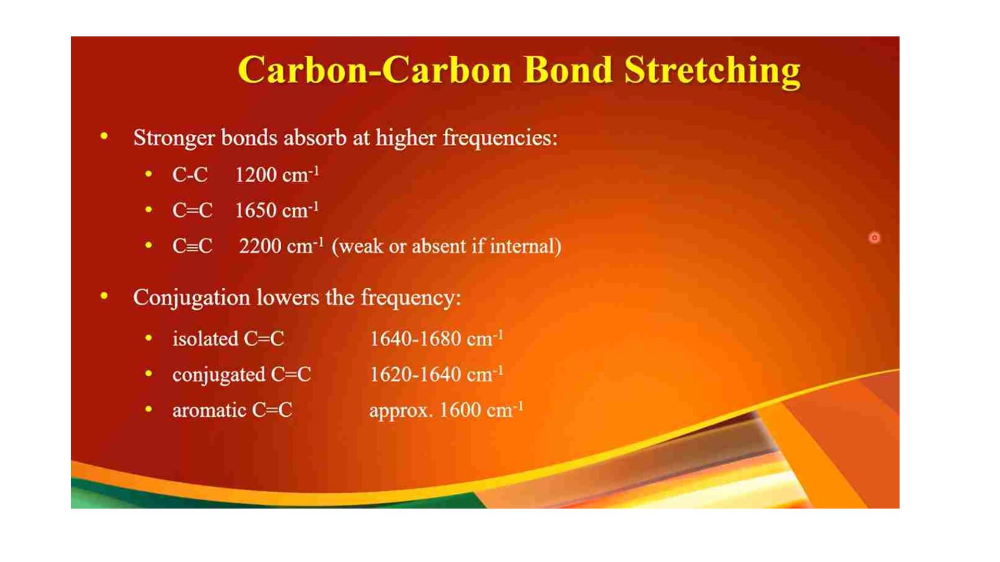 Carbon-Carbon Bond Stretching
• Stronger bonds absorb at higher frequencies:
• C-C 1200 cm⁻¹
• C=C 1650 cm⁻¹
• C≡C 2200 cm⁻¹ (weak or absent if internal)
• Conjugation lowers the frequency:
• isolated C=C 1640-1680 cm⁻¹
• conjugated C=C 1620-1640 cm⁻¹
• aromatic C=C approx. 1600 cm⁻¹